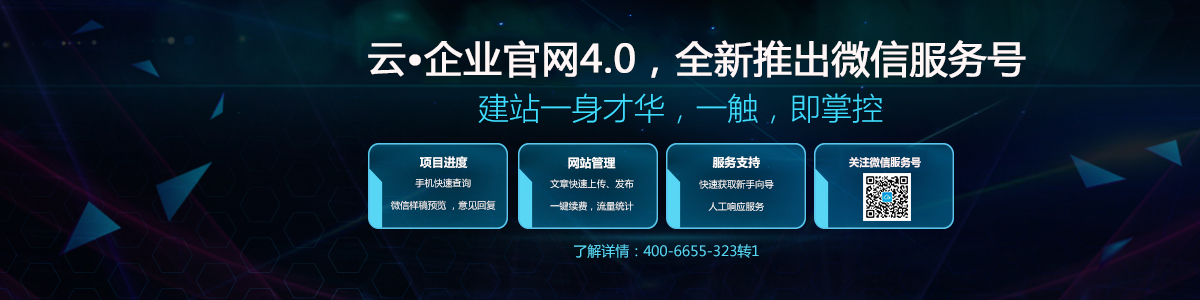 云•企业官网4.0，全新推出微信服务号
建站一身才华，一触，即掌控
项目进度
手机快速查询
微信样稿预览，意见回复
网站管理
文章快速上传、发布
一键续费，流量统计
服务支持
快速获取新手向导
人工响应服务
关注微信服务号
了解详情：400-6655-323转1